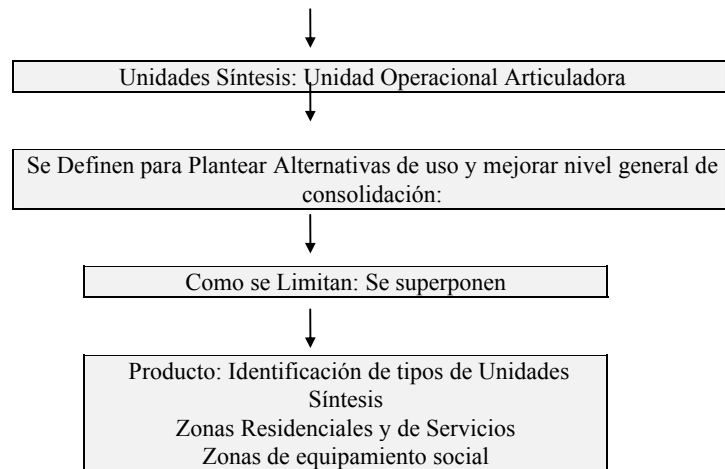 Unidades Síntesis: Unidad Operacional Articuladora
Se Definen para Plantear Alternativas de uso y mejorar nivel general de
consolidación:
Como se Limitan: Se superponen
Producto: Identificación de tipos de Unidades
Síntesis
Zonas Residenciales y de Servicios
Zonas de equipamiento social